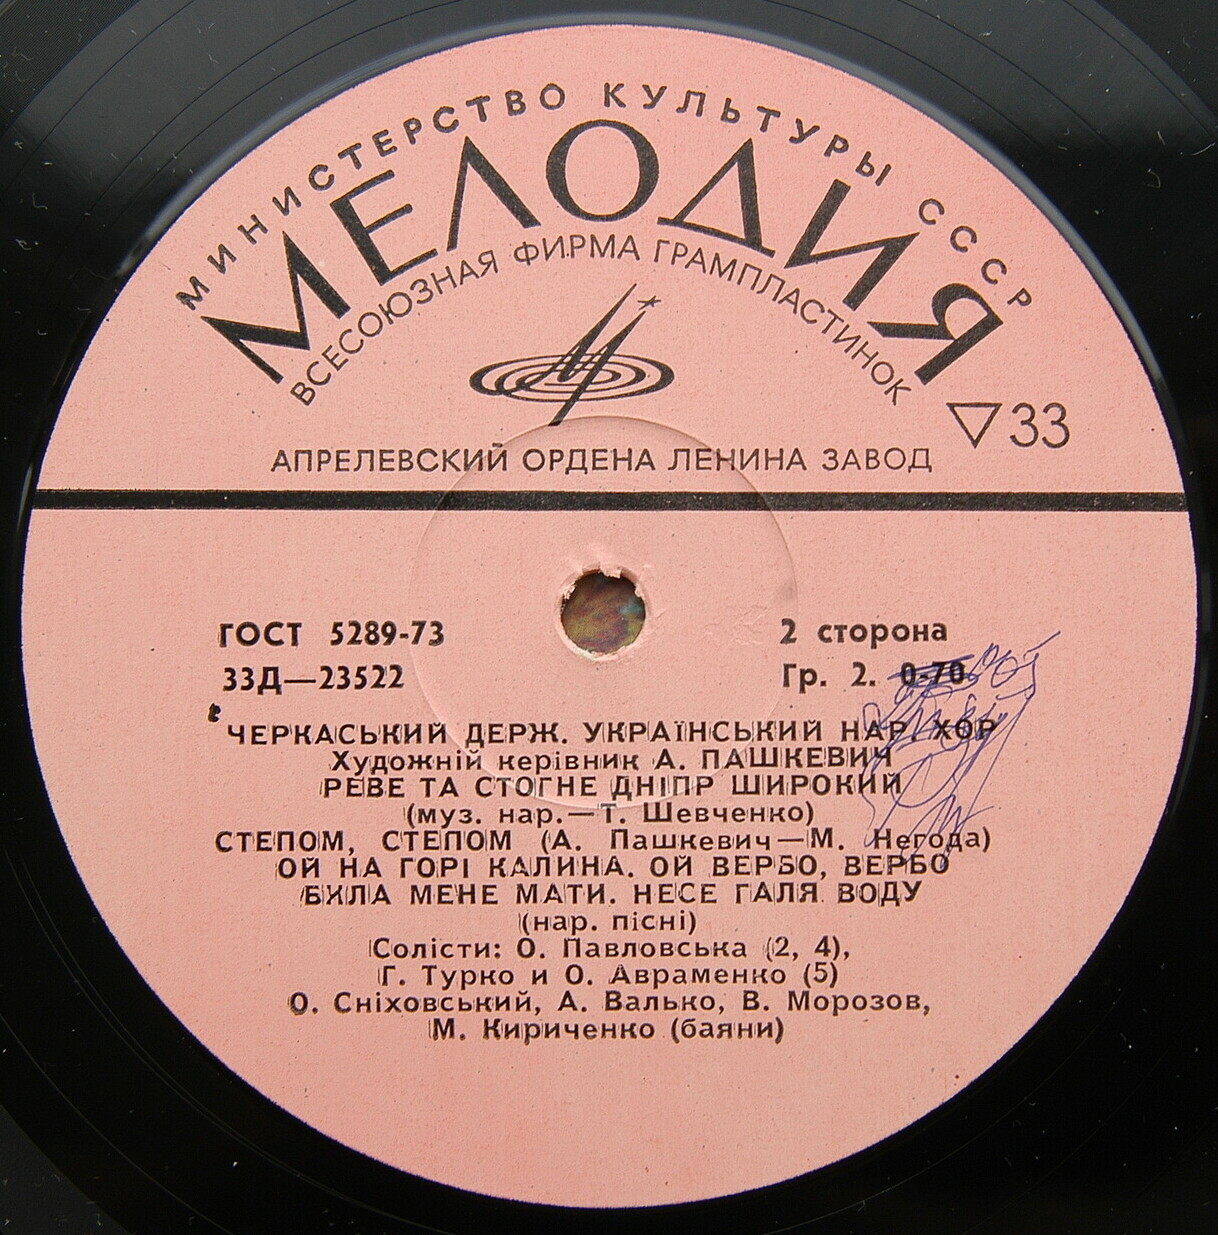 МИНИСТЕРСТВО КУЛЬТУРЫ СССР
МЕЛОДИЯ
ВСЕСОЮЗНАЯ ФИРМА ГРАМПЛАСТИНОК
33
АПРЕЛЕВСКИЙ ОРДЕНА ЛЕНИНА ЗАВОД
ГОСТ 5289-73
2 сторона
33Д—23522
Гр. 2. 0-70
ЧЕРКАСЬКИЙ ДЕРЖ. УКРАЇНСЬКИЙ НАР. ХОР
Художній керівник А. ПАШКЕВИЧ
РЕВЕ ТА СТОГНЕ ДНІПР ШИРОКИЙ
(муз. нар.—Т. Шевченко)
СТЕПОМ, СТЕПОМ (А. Пашкевич—М. Негода)
ОЙ НА ГОРІ КАЛИНА. ОЙ ВЕРБО, ВЕРБО
БИЛА МЕНЕ МАТИ. НЕСЕ ГАЛЯ ВОДУ
(нар. пісні)
Солісти: О. Павловська (2, 4),
Г. Турко и О. Авраменко (5)
О. Сніховський, А. Валько, В. Морозов,
М. Кириченко (баяни)